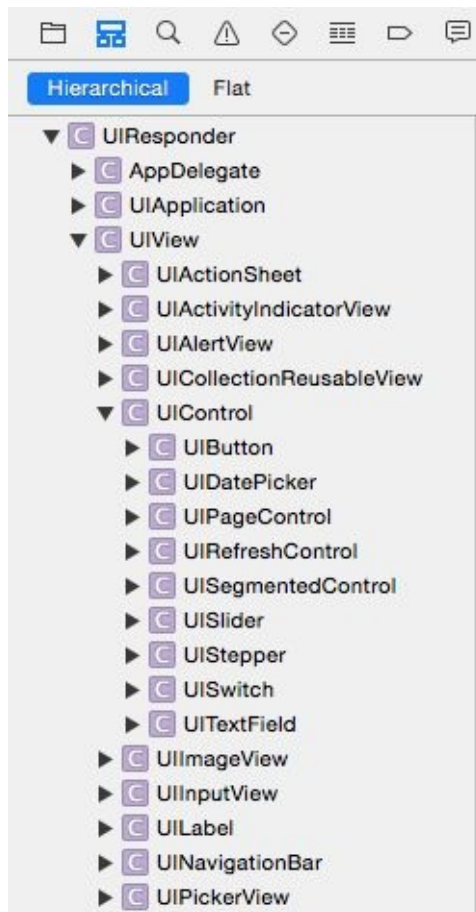 Hierarchical Flat
C UIResponder
C AppDelegate
C UIApplication
C UIView
C UIActionSheet
C UIActivityIndicatorView
C UIAlertView
C UICollectionReusableView
C UIControl
C UIButton
C UIDatePicker
C UIPageControl
C UIRefreshControl
C UISegmentedControl
C UISlider
C UIStepper
C UISwitch
C UITextField
C UIImageView
C UIInputView
C UILabel
C UINavigationBar
C UIPickerView